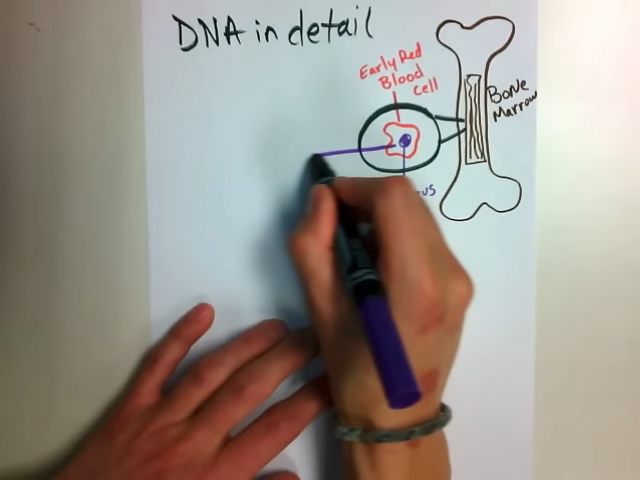 DNA in detail
Early Red
Blood
Cell
Bone
Marrow